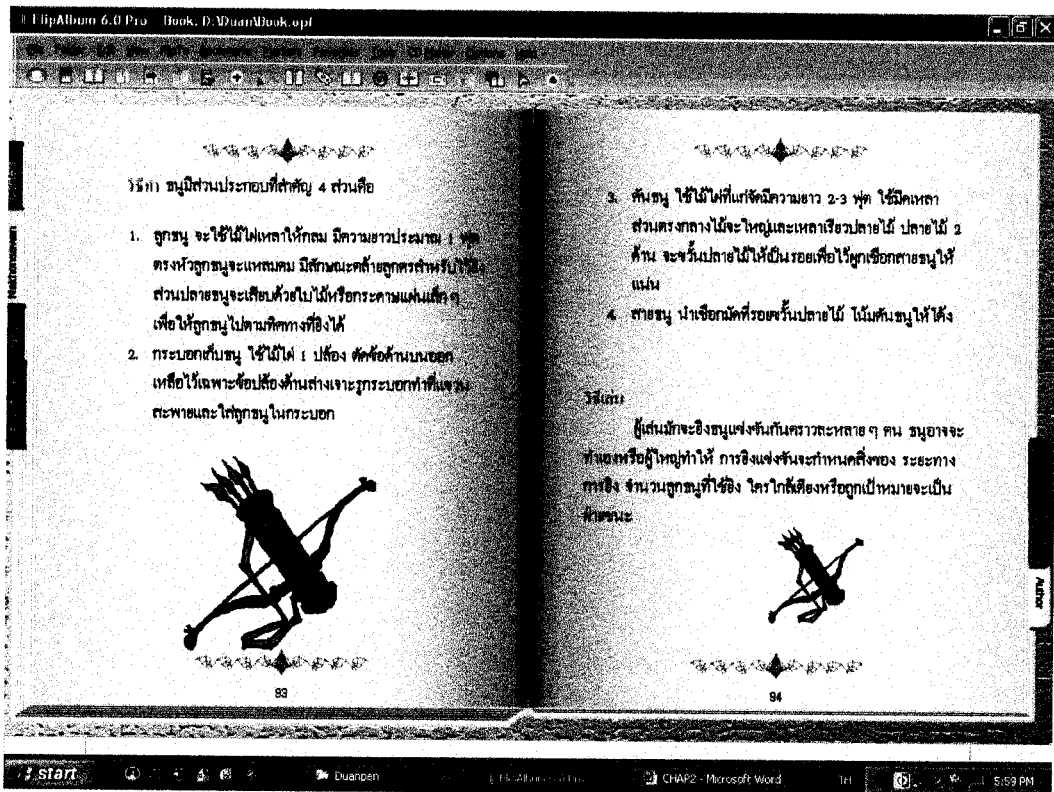 FlipAlbum 6.0 Pro Book: D:\Duan\Book.opf
วิธีทำ ธนูมีส่วนประกอบที่สำคัญ 4 ส่วนคือ
1. ลูกธนู จะใช้ไม้ไผ่เหลาให้กลม มีความยาวประมาณ 1 ฟุต
ตรงหัวลูกธนูจะแหลมคม มีลักษณะคล้ายลูกศรสำหรับไว้ยิง
ส่วนปลายธนูจะเสียบด้วยใบไม้หรือกระดาษแผ่นเล็ก ๆ
เพื่อให้ลูกธนูไปตามทิศทางที่ยิงได้
2. กระบอกเก็บธนู ใช้ไม้ไผ่ 1 ปล้อง ตัดข้อด้านบนออก
เหลือไว้เฉพาะข้อปล้องด้านล่างเจาะรูกระบอกทำที่แขวน
สะพายและใส่ลูกธนูในกระบอก
93
3. คันธนู ใช้ไม้ไผ่ที่แก่จัดมีความยาว 2-3 ฟุต ใช้มีดเหลา
ส่วนตรงกลางไม้จะใหญ่และเหลาเรียวปลายไม้ ปลายไม้ 2
ด้าน จะขวั้นปลายไม้ให้เป็นรอยเพื่อไว้ผูกเชือกสายธนูให้
แน่น
4. สายธนู นำเชือกมัดที่รอยขวั้นปลายไม้ โน้มคันธนูให้โค้ง
วิธีเล่น
ผู้เล่นมักจะยิงธนูแข่งขันกันคราวละหลาย ๆ คน ธนูอาจจะ
ทำเองหรือผู้ใหญ่ทำให้ การยิงแข่งขันจะกำหนดสิ่งของ ระยะทาง
การยิง จำนวนลูกธนูที่ใช้ยิง ใครใกล้เคียงหรือถูกเป้าหมายจะเป็น
ฝ่ายชนะ
94
Author
start
Duanpen
CHAP2 - Microsoft Word
TH
5:59 PM